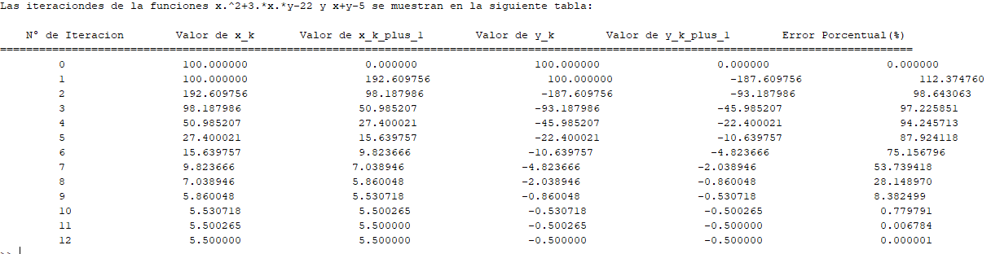 Las iteraciondes de la funciones x.^2+3.*x.*y-22 y x+y-5 se muestran en la siguiente tabla:
N° de Iteracion Valor de x_k Valor de x_k_plus_1 Valor de y_k Valor de y_k_plus_1 Error Porcentual(%)
============================================================================================================================================
0 100.000000 0.000000 100.000000 0.000000 0.000000
1 100.000000 192.609756 100.000000 -187.609756 112.374760
2 192.609756 98.187986 -187.609756 -93.187986 98.643063
3 98.187986 50.985207 -93.187986 -45.985207 97.225851
4 50.985207 27.400021 -45.985207 -22.400021 94.245713
5 27.400021 15.639757 -22.400021 -10.639757 87.924118
6 15.639757 9.823666 -10.639757 -4.823666 75.156796
7 9.823666 7.038946 -4.823666 -2.038946 53.739418
8 7.038946 5.860048 -2.038946 -0.860048 28.148970
9 5.860048 5.530718 -0.860048 -0.530718 8.382499
10 5.530718 5.500265 -0.530718 -0.500265 0.779791
11 5.500265 5.500000 -0.500265 -0.500000 0.006784
12 5.500000 5.500000 -0.500000 -0.500000 0.000001
>> |